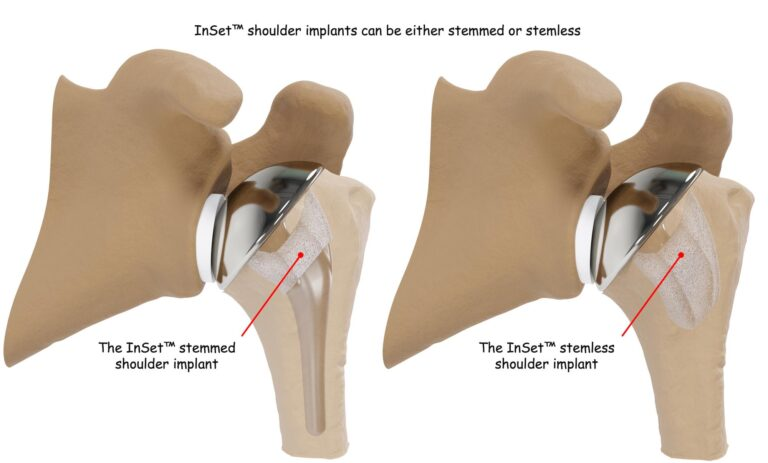 InSet™ shoulder implants can be either stemmed or stemless
The InSet™ stemmed
shoulder implant
The InSet™ stemless
shoulder implant